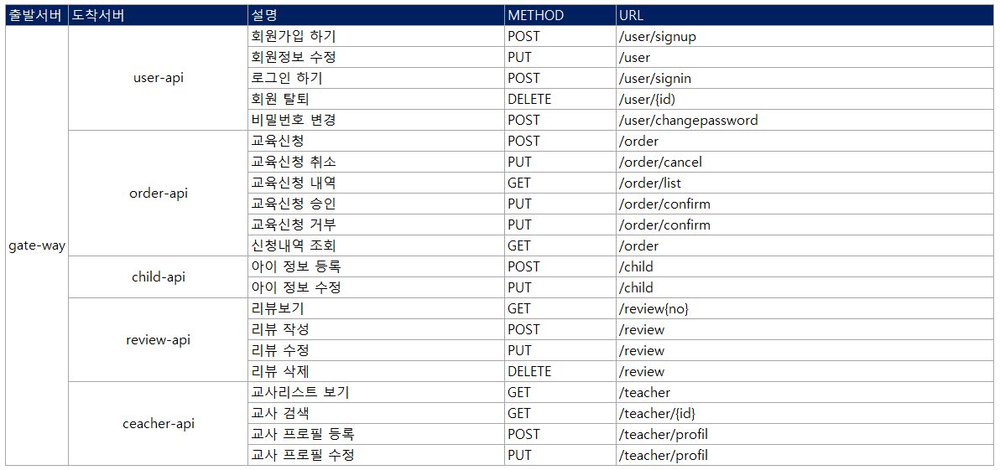 출발서버 도착서버 설명 METHOD URL
회원가입 하기 POST /user/signup
회원정보 수정 PUT /user
user-api 로그인 하기 POST /user/signin
회원 탈퇴 DELETE /user/{id)
비밀번호 변경 POST /user/changepassword
교육신청 POST /order
교육신청 취소 PUT /order/cancel
order-api 교육신청 내역 GET /order/list
교육신청 승인 PUT /order/confirm
교육신청 거부 PUT /order/confirm
gate-way 신청내역 조회 GET /order
child-api 아이 정보 등록 POST /child
아이 정보 수정 PUT /child
리뷰보기 GET /review{no}
review-api 리뷰 작성 POST /review
리뷰 수정 PUT /review
리뷰 삭제 DELETE /review
교사리스트 보기 GET /teacher
ceacher-api 교사 검색 GET /teacher/{id}
교사 프로필 등록 POST /teacher/profil
교사 프로필 수정 PUT /teacher/profil